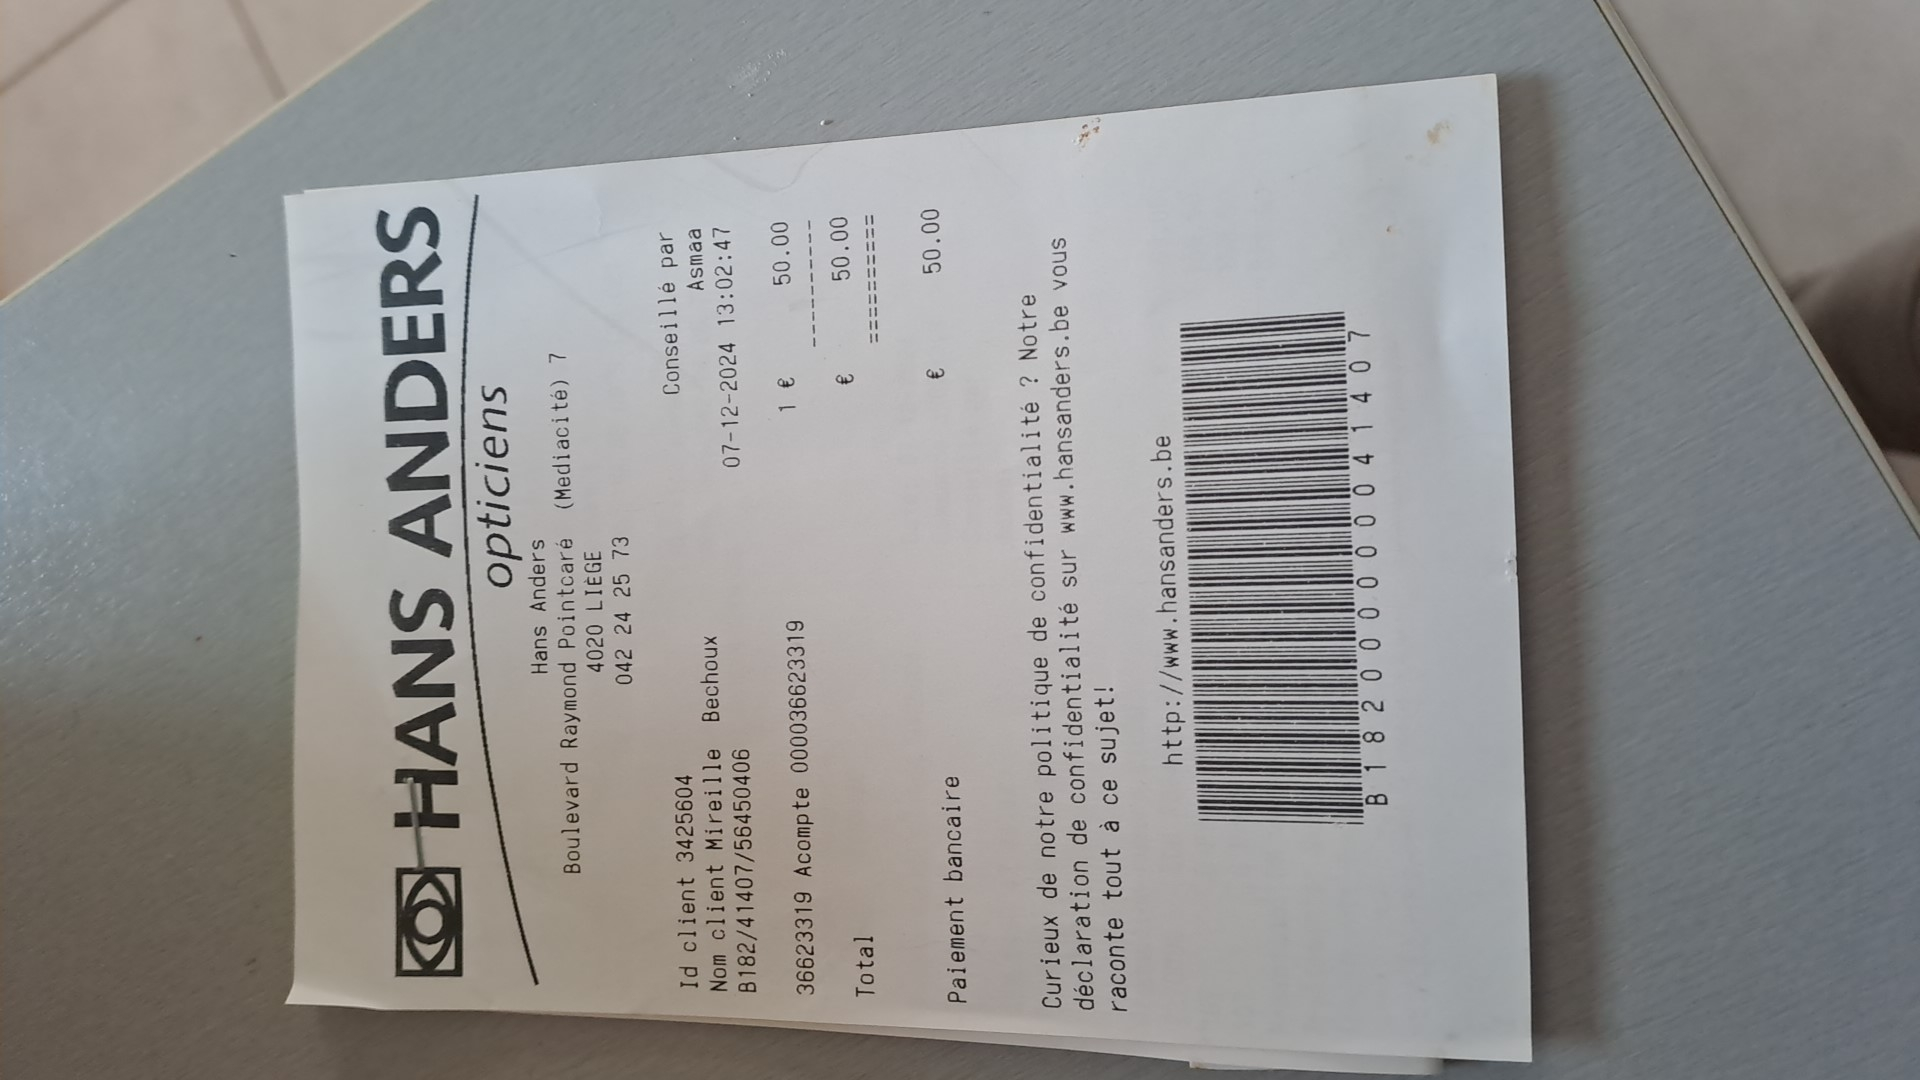 HANS ANDERS
opticiens
Hans Anders
Boulevard Raymond Pointcaré (Mediacité) 7
4020 LIÈGE
042 24 25 73
Conseillé par
Id client 3425604 Asmaa
Nom client Mireille Bechoux 07-12-2024 13:02:47
B182/41407/56450406
36623319 Acompte 000036623319 1 € 50.00
----------
Total € 50.00
==========
Paiement bancaire € 50.00
Curieux de notre politique de confidentialité ? Notre
déclaration de confidentialité sur www.hansanders.be vous
raconte tout à ce sujet!
http://www.hansanders.be
B182000000041407